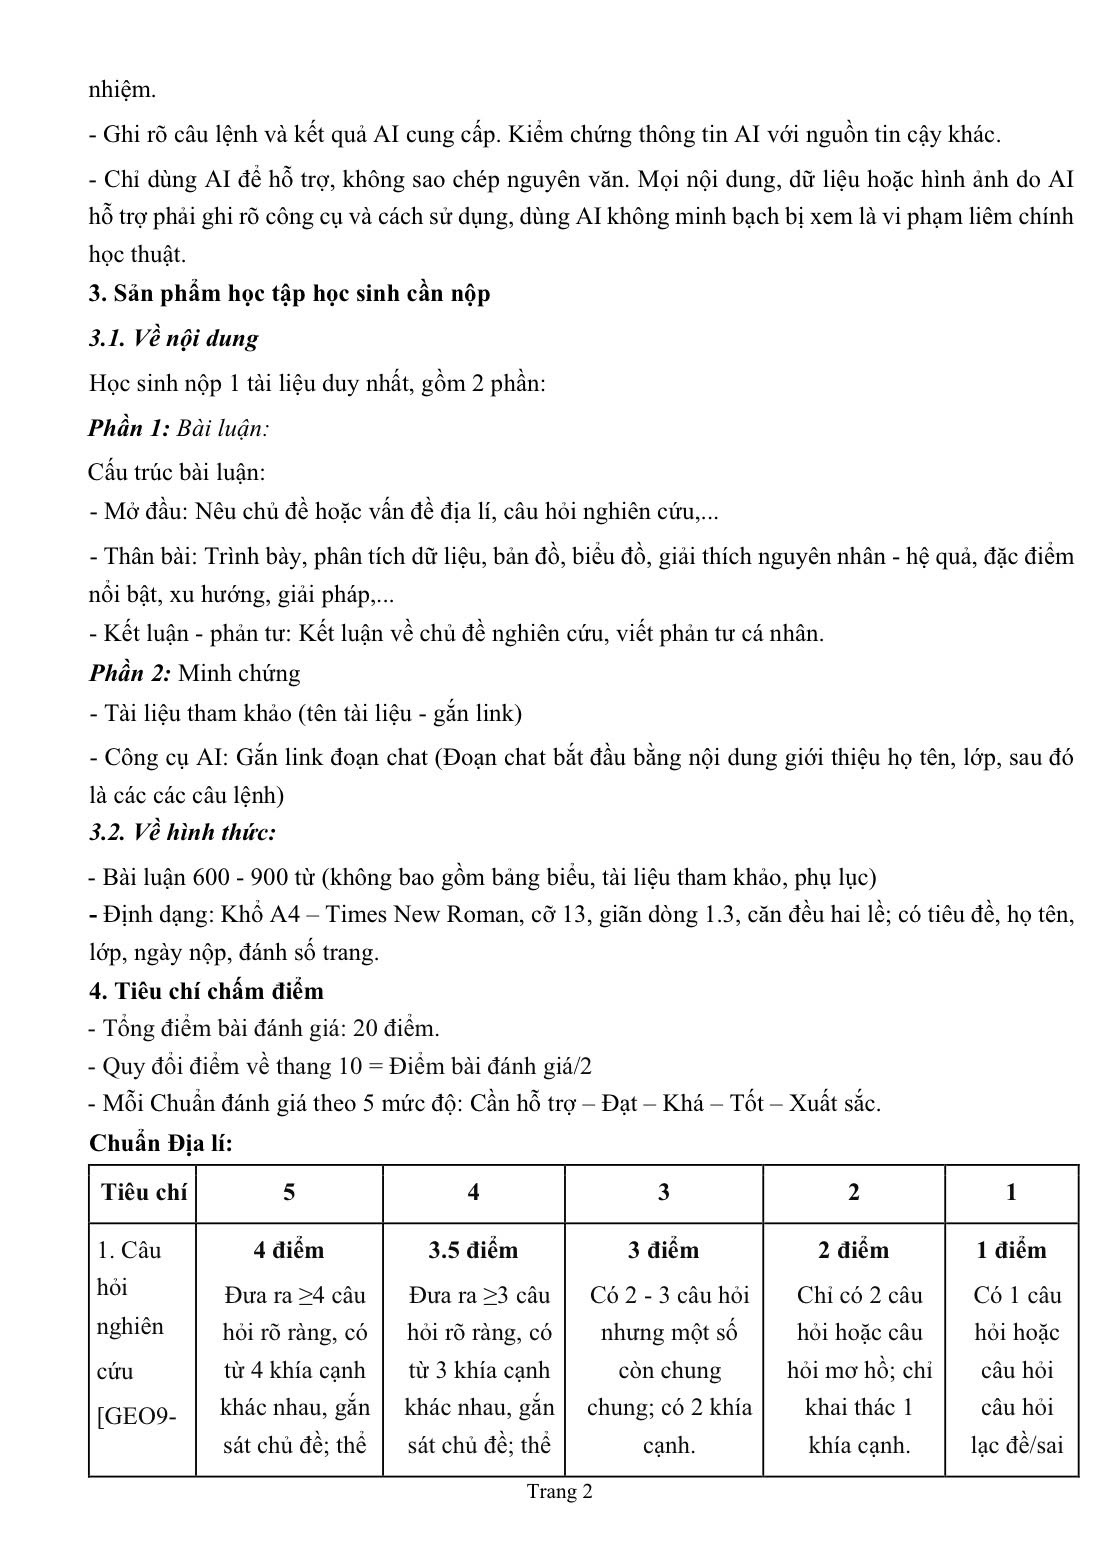 nhiệm.
- Ghi rõ câu lệnh và kết quả AI cung cấp. Kiểm chứng thông tin AI với nguồn tin cậy khác.
- Chỉ dùng AI để hỗ trợ, không sao chép nguyên văn. Mọi nội dung, dữ liệu hoặc hình ảnh do AI
hỗ trợ phải ghi rõ công cụ và cách sử dụng, dùng AI không minh bạch bị xem là vi phạm liêm chính
học thuật.
3. Sản phẩm học tập học sinh cần nộp
3.1. Về nội dung
Học sinh nộp 1 tài liệu duy nhất, gồm 2 phần:
Phần 1: Bài luận:
Cấu trúc bài luận:
- Mở đầu: Nêu chủ đề hoặc vấn đề địa lí, câu hỏi nghiên cứu,...
- Thân bài: Trình bày, phân tích dữ liệu, bản đồ, biểu đồ, giải thích nguyên nhân - hệ quả, đặc điểm
nổi bật, xu hướng, giải pháp,...
- Kết luận - phản tư: Kết luận về chủ đề nghiên cứu, viết phản tư cá nhân.
Phần 2: Minh chứng
- Tài liệu tham khảo (tên tài liệu - gắn link)
- Công cụ AI: Gắn link đoạn chat (Đoạn chat bắt đầu bằng nội dung giới thiệu họ tên, lớp, sau đó
là các các câu lệnh)
3.2. Về hình thức:
- Bài luận 600 - 900 từ (không bao gồm bảng biểu, tài liệu tham khảo, phụ lục)
- Định dạng: Khổ A4 – Times New Roman, cỡ 13, giãn dòng 1.3, căn đều hai lề; có tiêu đề, họ tên,
lớp, ngày nộp, đánh số trang.
4. Tiêu chí chấm điểm
- Tổng điểm bài đánh giá: 20 điểm.
- Quy đổi điểm về thang 10 = Điểm bài đánh giá/2
- Mỗi Chuẩn đánh giá theo 5 mức độ: Cần hỗ trợ – Đạt – Khá – Tốt – Xuất sắc.
Chuẩn Địa lí:
Tiêu chí 5 4 3 2 1
1. Câu
hỏi
nghiên
cứu
[GEO9-
4 điểm
Đưa ra ≥4 câu
hỏi rõ ràng, có
từ 4 khía cạnh
khác nhau, gắn
sát chủ đề; thể
3.5 điểm
Đưa ra ≥3 câu
hỏi rõ ràng, có
từ 3 khía cạnh
khác nhau, gắn
sát chủ đề; thể
3 điểm
Có 2 - 3 câu hỏi
nhưng một số
còn chung
chung; có 2 khía
cạnh.
2 điểm
Chỉ có 2 câu
hỏi hoặc câu
hỏi mơ hồ; chỉ
khai thác 1
khía cạnh.
1 điểm
Có 1 câu
hỏi hoặc
câu hỏi
câu hỏi
lạc đề/sai
Trang 2